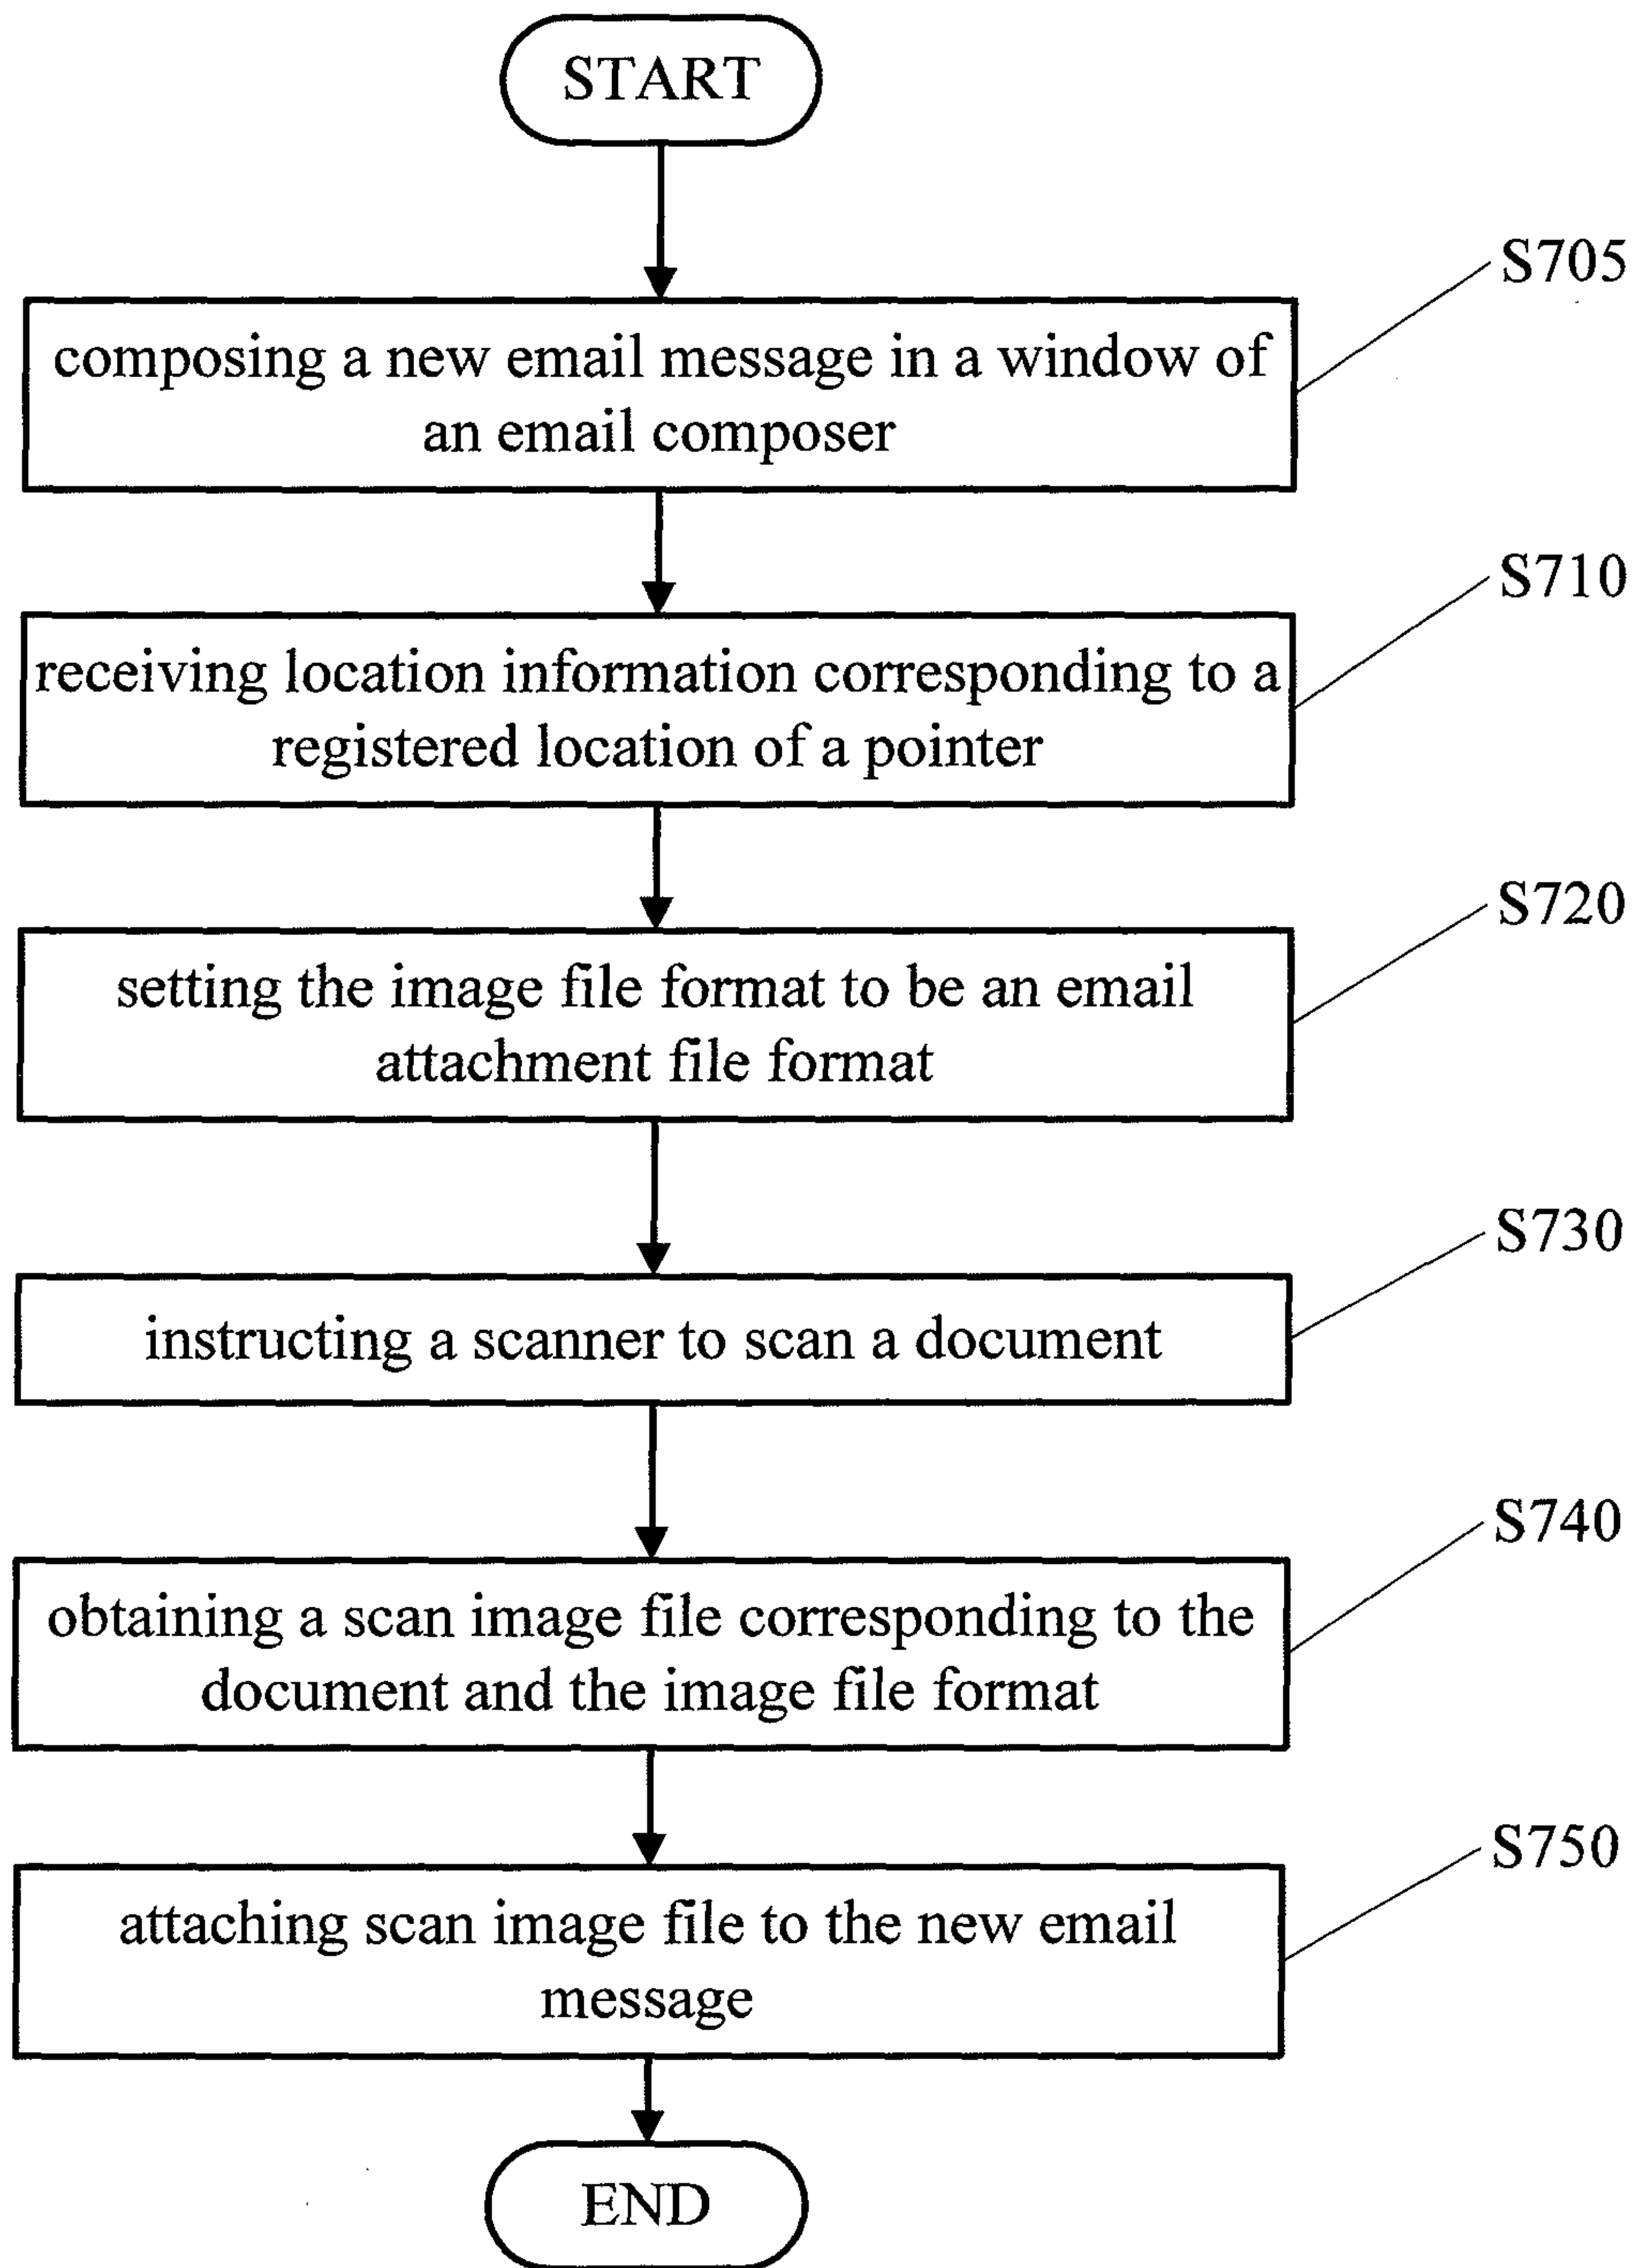 START
S705
composing a new email message in a window of
an email composer
S710
receiving location information corresponding to a
registered location of a pointer
S720
setting the image file format to be an email
attachment file format
S730
instructing a scanner to scan a document
S740
obtaining a scan image file corresponding to the
document and the image file format
S750
attaching scan image file to the new email
message
END